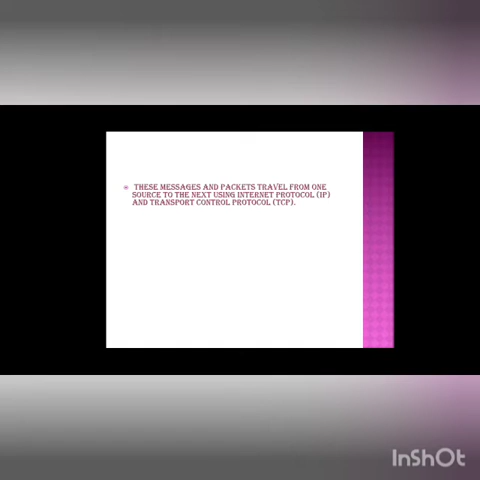 THESE MESSAGES AND PACKETS TRAVEL FROM ONE
SOURCE TO THE NEXT USING INTERNET PROTOCOL (IP)
AND TRANSPORT CONTROL PROTOCOL (TCP).
InShOt